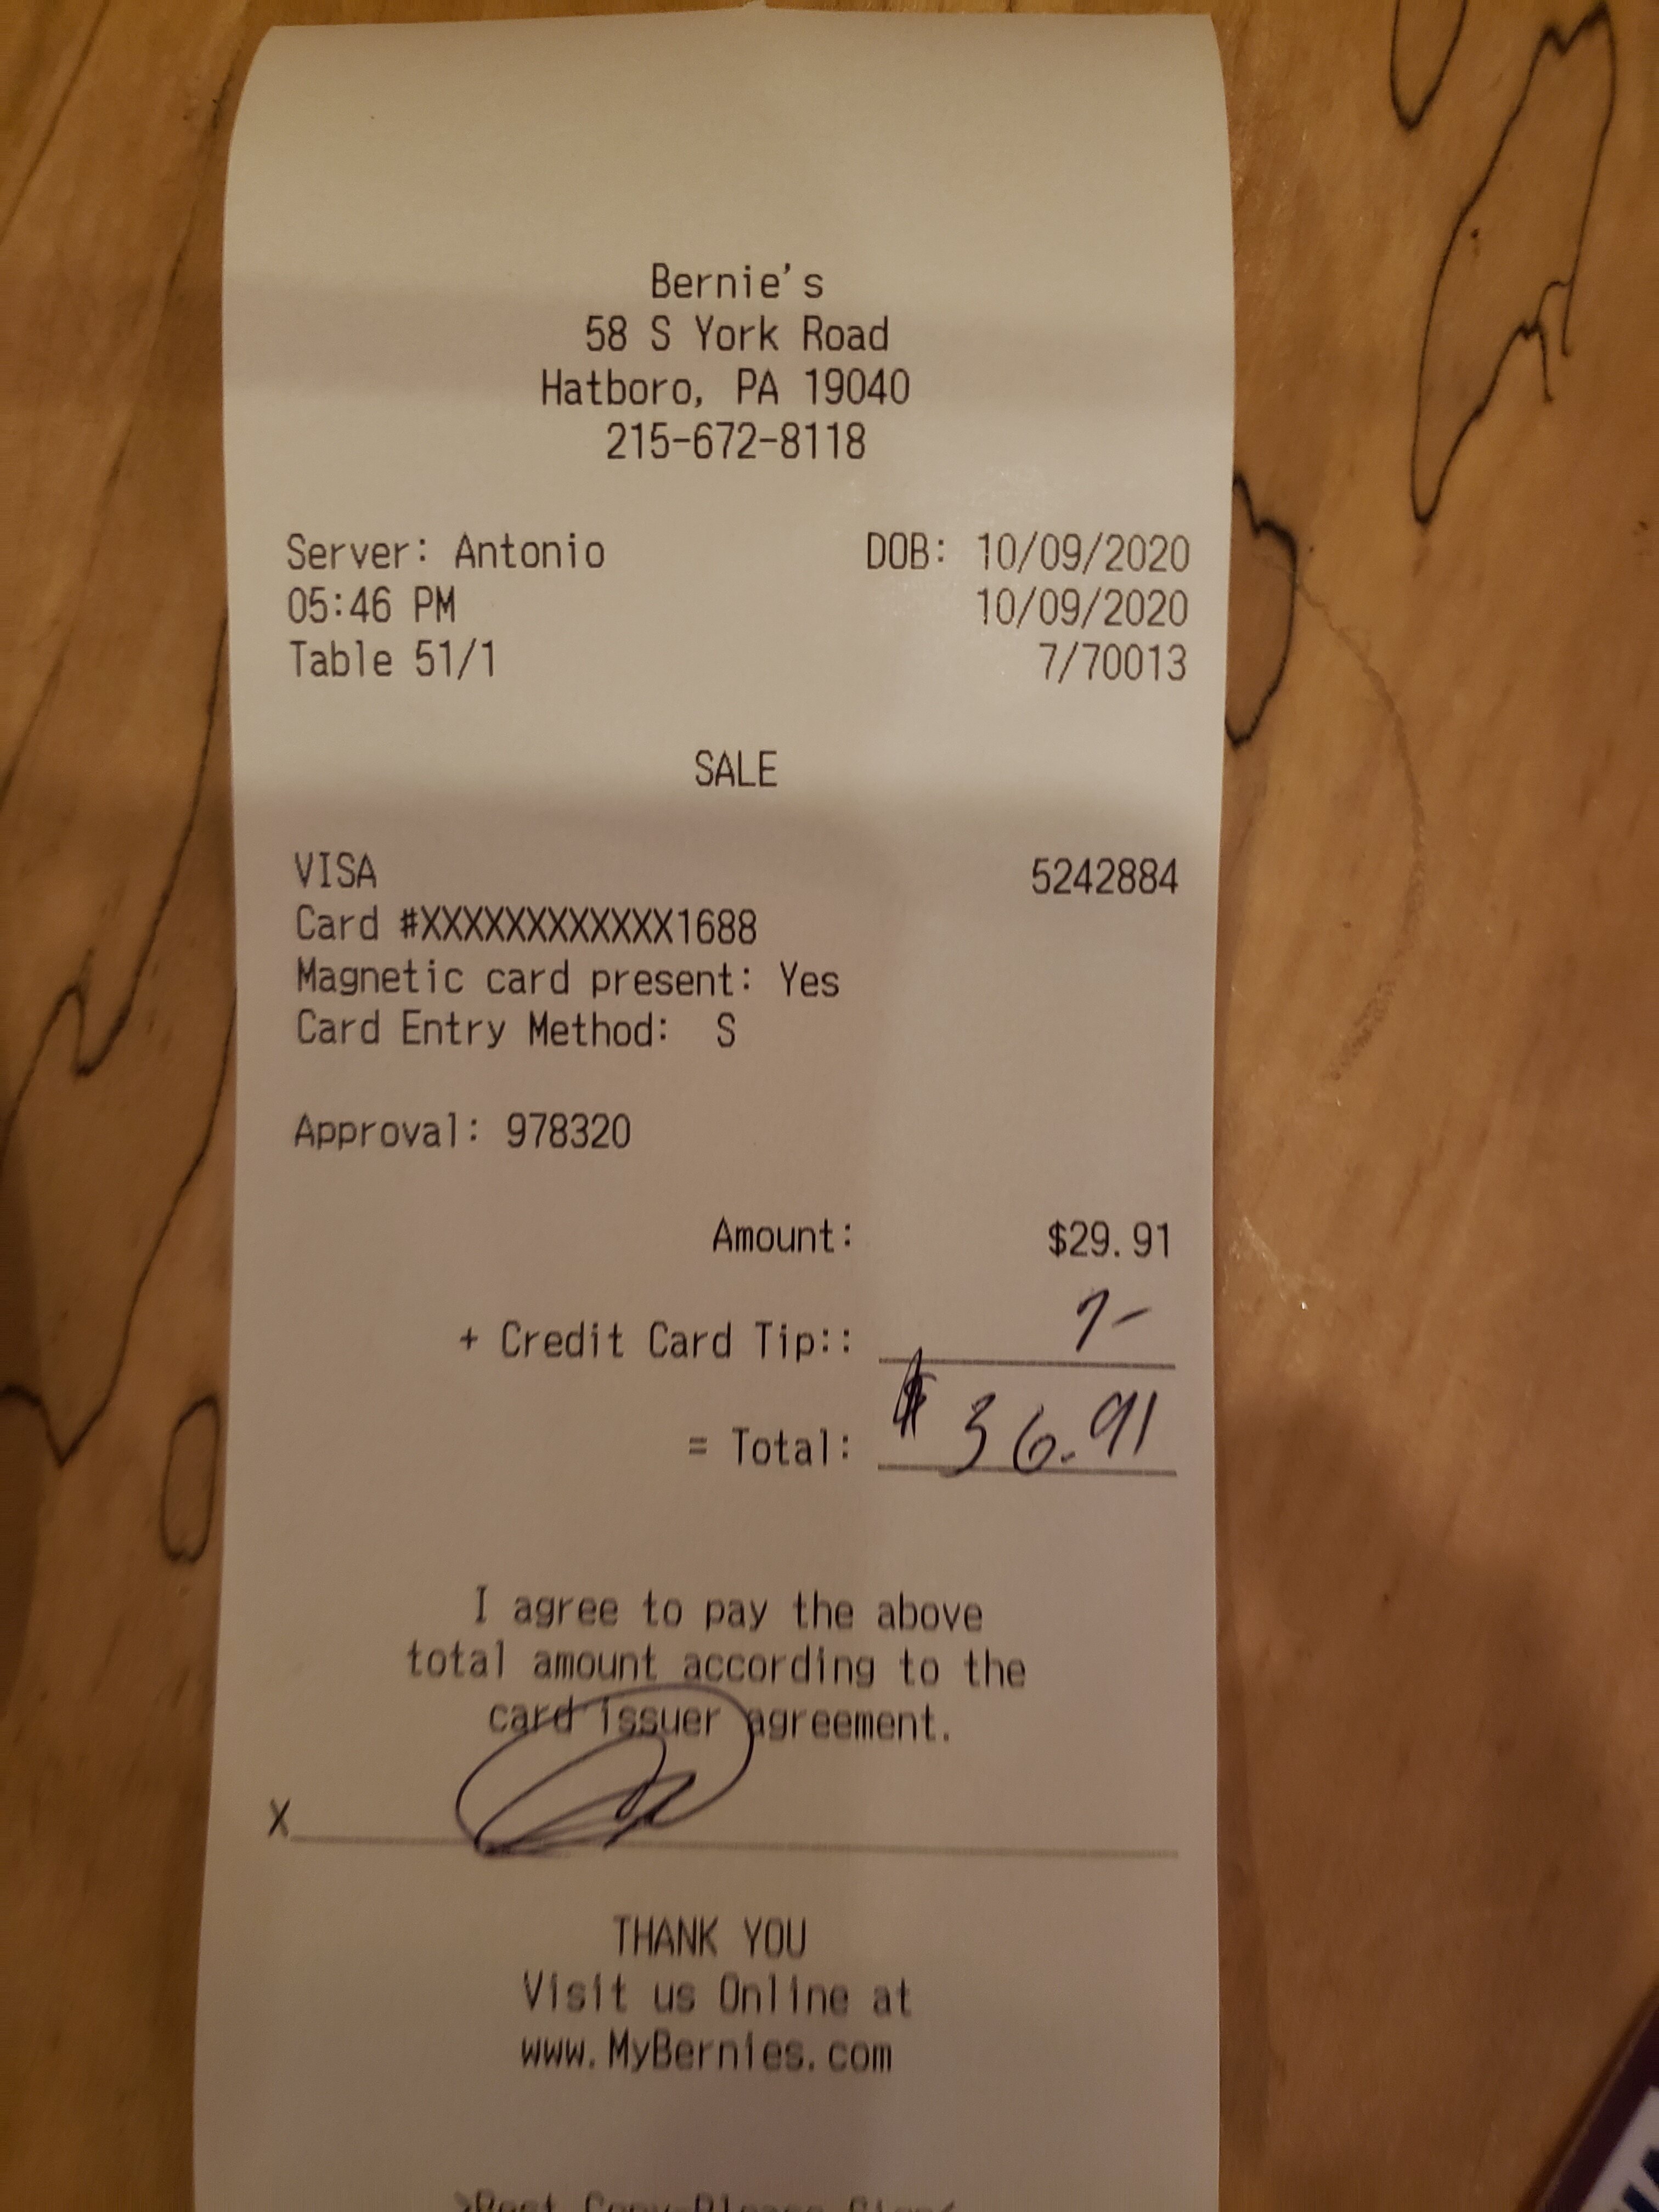 Bernie's
58 S York Road
Hatboro, PA 19040
215-672-8118
Server: Antonio DOB: 10/09/2020
05:46 PM 10/09/2020
Table 51/1 7/70013
SALE
VISA 5242884
Card #XXXXXXXXXXXX1688
Magnetic card present: Yes
Card Entry Method: S
Approval: 978320
Amount: $29.91
+ Credit Card Tip:: 7-
= Total: $36.91
I agree to pay the above
total amount according to the
card issuer agreement.
X
THANK YOU
Visit us Online at
www.MyBernies.com